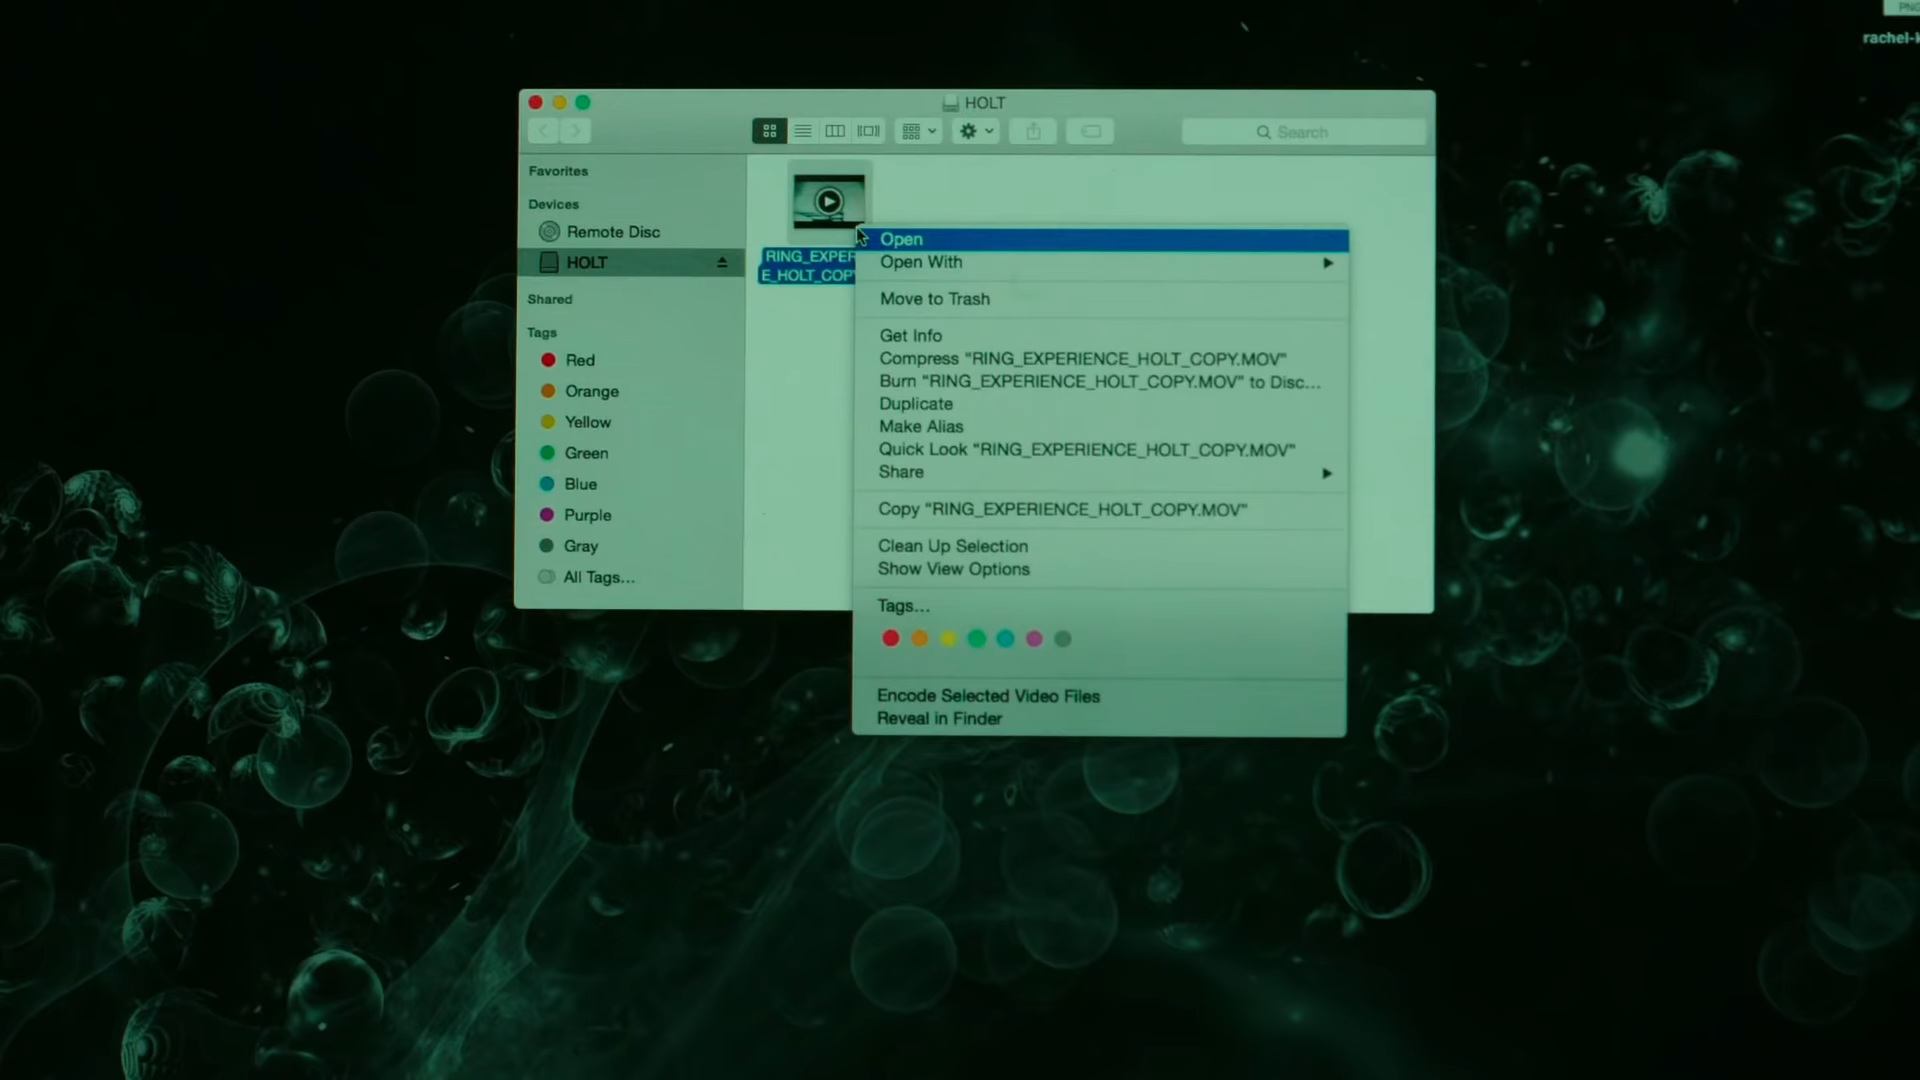 PNG
rachel-k
HOLT
Search
Favorites
Devices
Remote Disc
HOLT
Shared
Tags
Red
Orange
Yellow
Green
Blue
Purple
Gray
All Tags...
RING_EXPER
E_HOLT_COP
Open
Open With
Move to Trash
Get Info
Compress “RING_EXPERIENCE_HOLT_COPY.MOV”
Burn “RING_EXPERIENCE_HOLT_COPY.MOV” to Disc...
Duplicate
Make Alias
Quick Look “RING_EXPERIENCE_HOLT_COPY.MOV”
Share
Copy “RING_EXPERIENCE_HOLT_COPY.MOV”
Clean Up Selection
Show View Options
Tags...
Encode Selected Video Files
Reveal in Finder